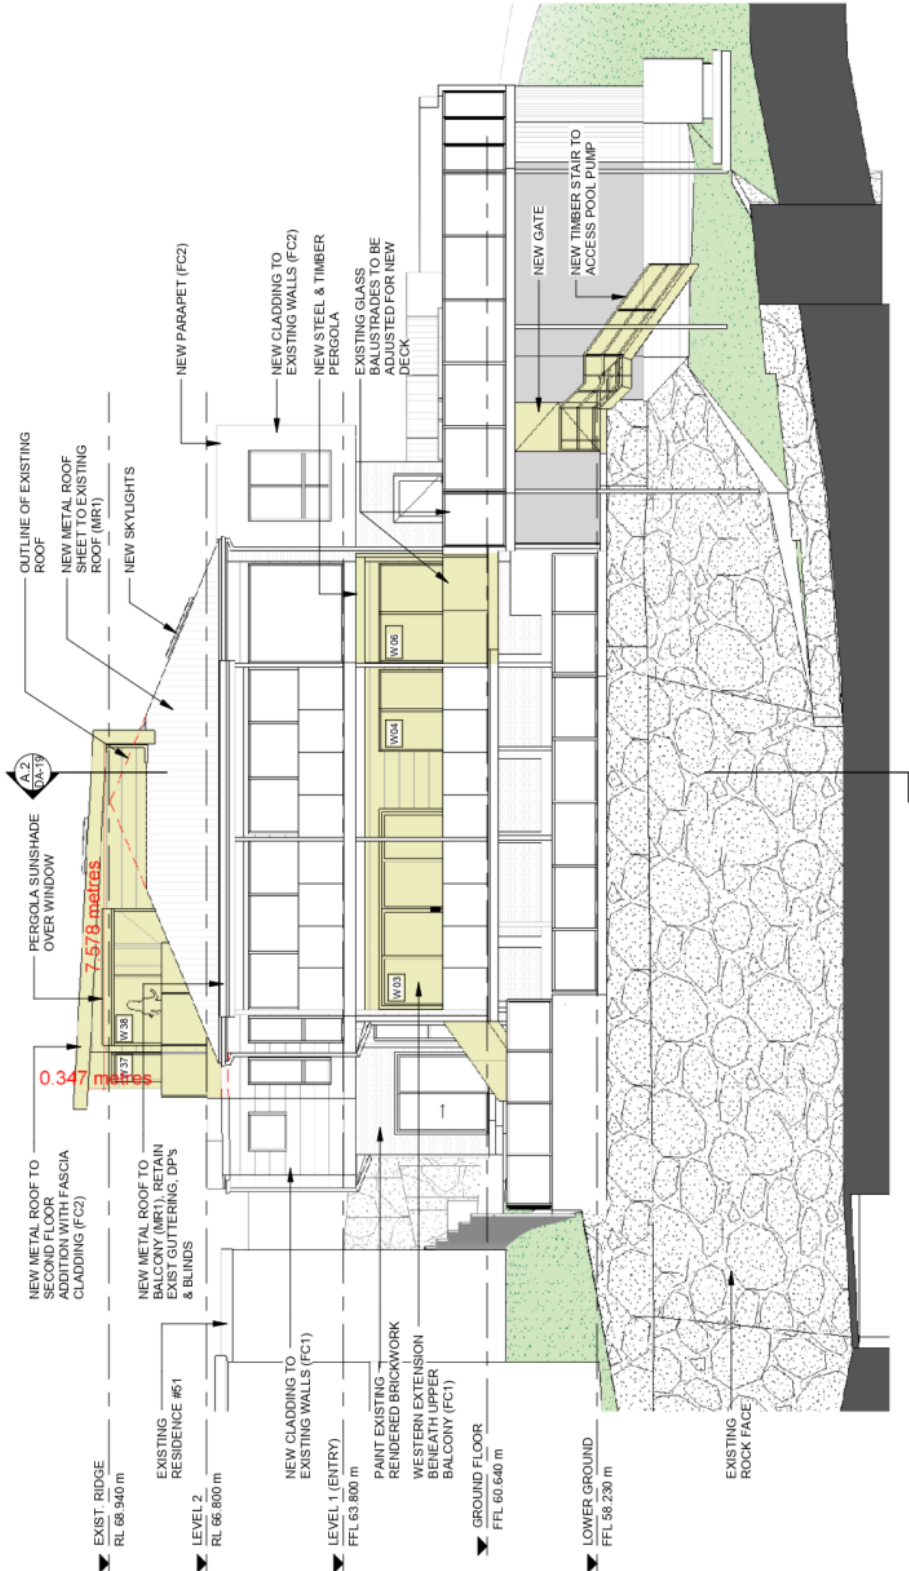 OUTLINE OF EXISTING
ROOF
NEW METAL ROOF
SHEET TO EXISTING
ROOF (MR1)
NEW SKYLIGHTS
NEW PARAPET (FC2)
NEW CLADDING TO
EXISTING WALLS (FC2)
NEW STEEL & TIMBER
PERGOLA
EXISTING GLASS
BALUSTRADES TO BE
ADJUSTED FOR NEW
DECK
NEW GATE
NEW TIMBER STAIR TO
ACCESS POOL PUMP
A.2
DA-19
PERGOLA SUNSHADE
OVER WINDOW
7.578 metres
0.347 metres
W37
W38
W03
W04
W06
NEW METAL ROOF TO
SECOND FLOOR
ADDITION WITH FASCIA
CLADDING (FC2)
NEW METAL ROOF TO
BALCONY (MR1), RETAIN
EXIST GUTTERING, DP's
& BLINDS
EXISTING
RESIDENCE #51
NEW CLADDING TO
EXISTING WALLS (FC1)
PAINT EXISTING
RENDERED BRICKWORK
WESTERN EXTENSION
BENEATH UPPER
BALCONY (FC1)
EXISTING
ROCK FACE
EXIST. RIDGE
RL 68.940 m
LEVEL 2
RL 66.800 m
LEVEL 1 (ENTRY)
FFL 63.800 m
GROUND FLOOR
FFL 60.640 m
LOWER GROUND
FFL 58.230 m